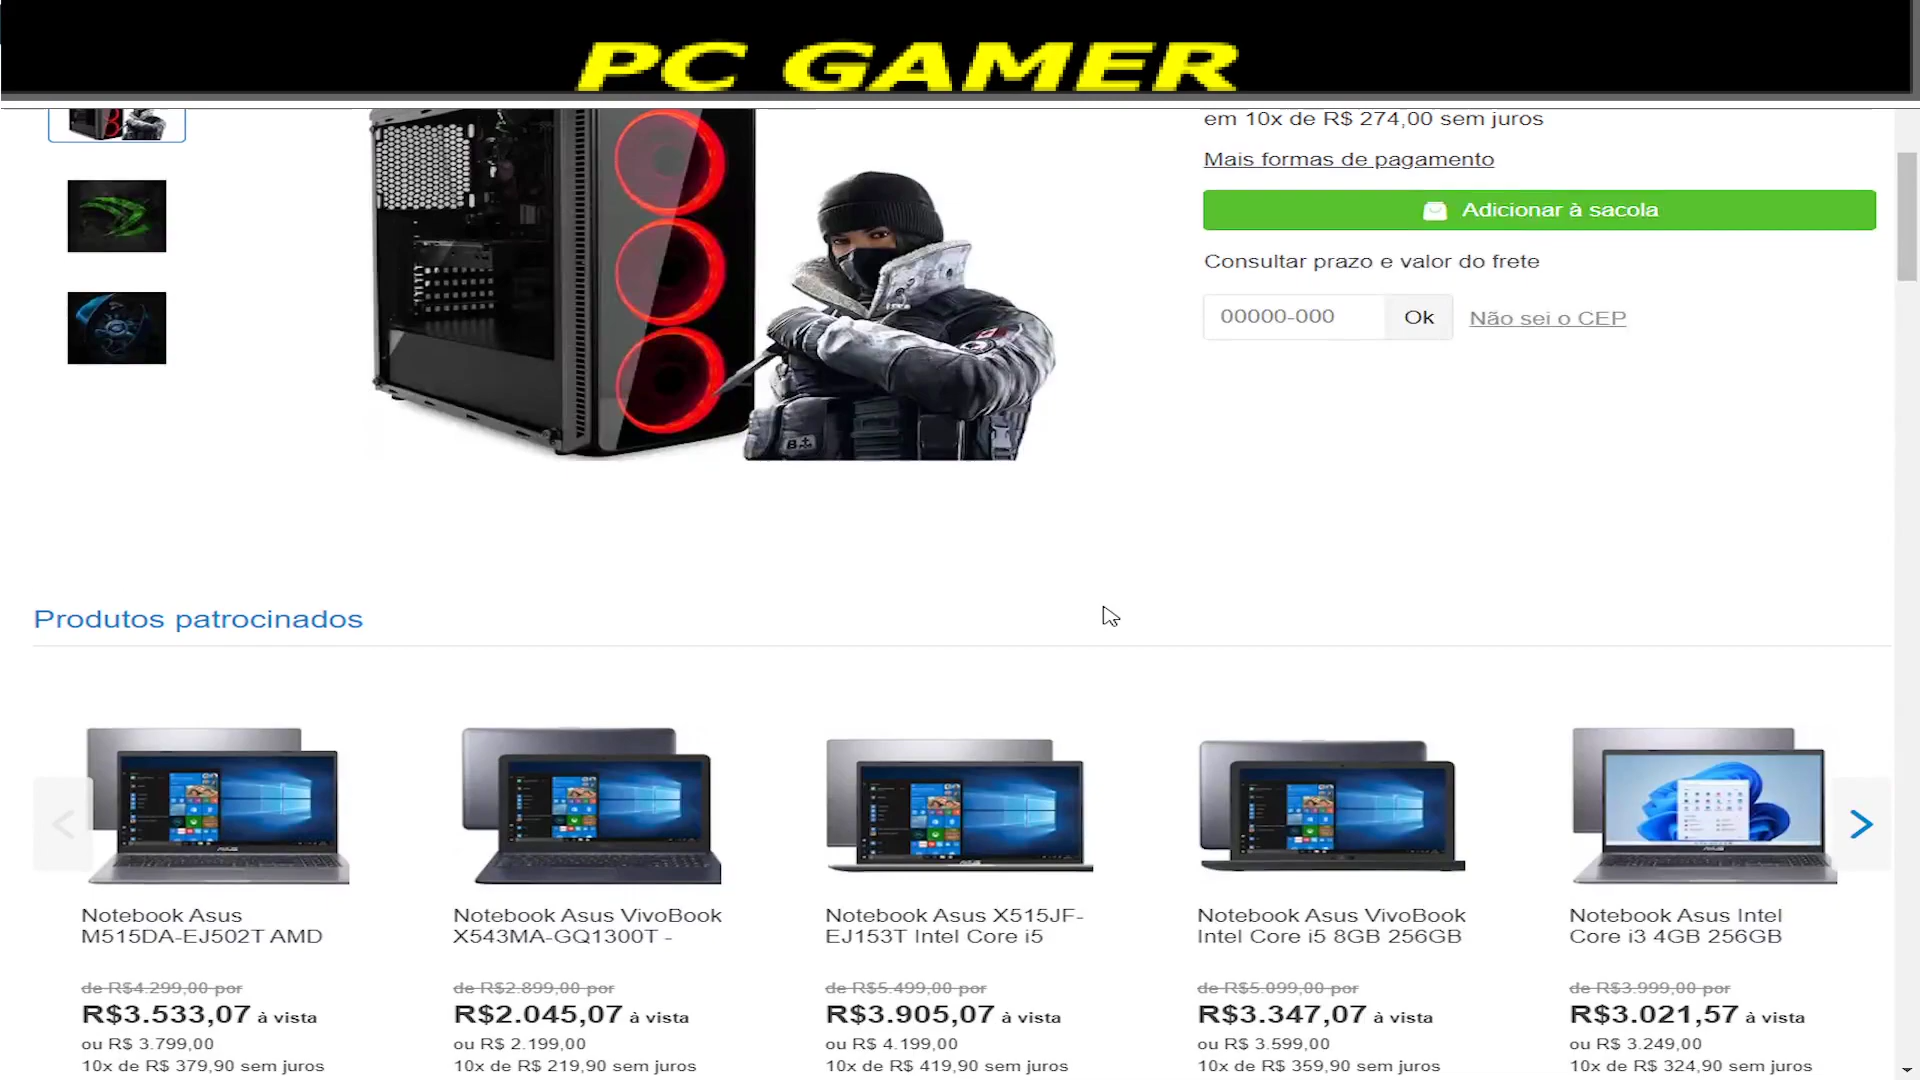 PC GAMER
em 10x de R$ 274,00 sem juros
Mais formas de pagamento
Adicionar à sacola
Consultar prazo e valor do frete
00000-000
Ok
Não sei o CEP
Produtos patrocinados
Notebook Asus
M515DA-EJ502T AMD
de R$4.299,00 por
R$3.533,07 à vista
ou R$ 3.799,00
10x de R$ 379,90 sem juros
Notebook Asus VivoBook
X543MA-GQ1300T -
de R$2.899,00 por
R$2.045,07 à vista
ou R$ 2.199,00
10x de R$ 219,90 sem juros
Notebook Asus X515JF-
EJ153T Intel Core i5
de R$5.499,00 por
R$3.905,07 à vista
ou R$ 4.199,00
10x de R$ 419,90 sem juros
Notebook Asus VivoBook
Intel Core i5 8GB 256GB
de R$5.099,00 por
R$3.347,07 à vista
ou R$ 3.599,00
10x de R$ 359,90 sem juros
Notebook Asus Intel
Core i3 4GB 256GB
de R$3.999,00 por
R$3.021,57 à vista
ou R$ 3.249,00
10x de R$ 324,90 sem juros